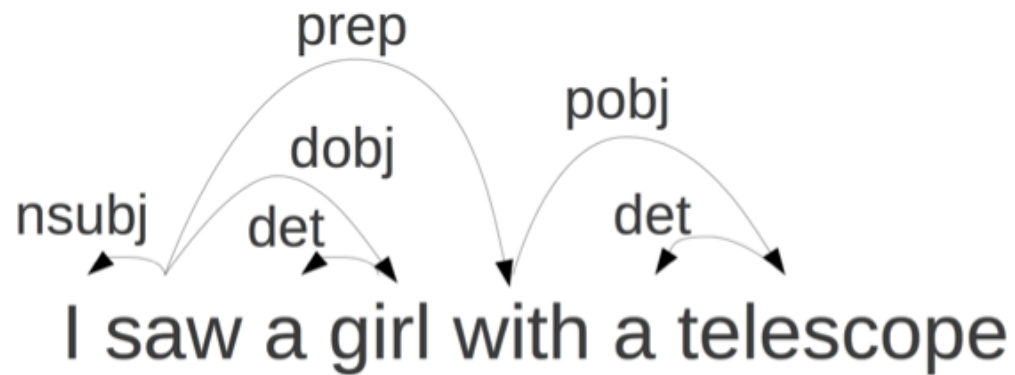 prep
pobj
dobj
nsubj
det
det
I saw a girl with a telescope